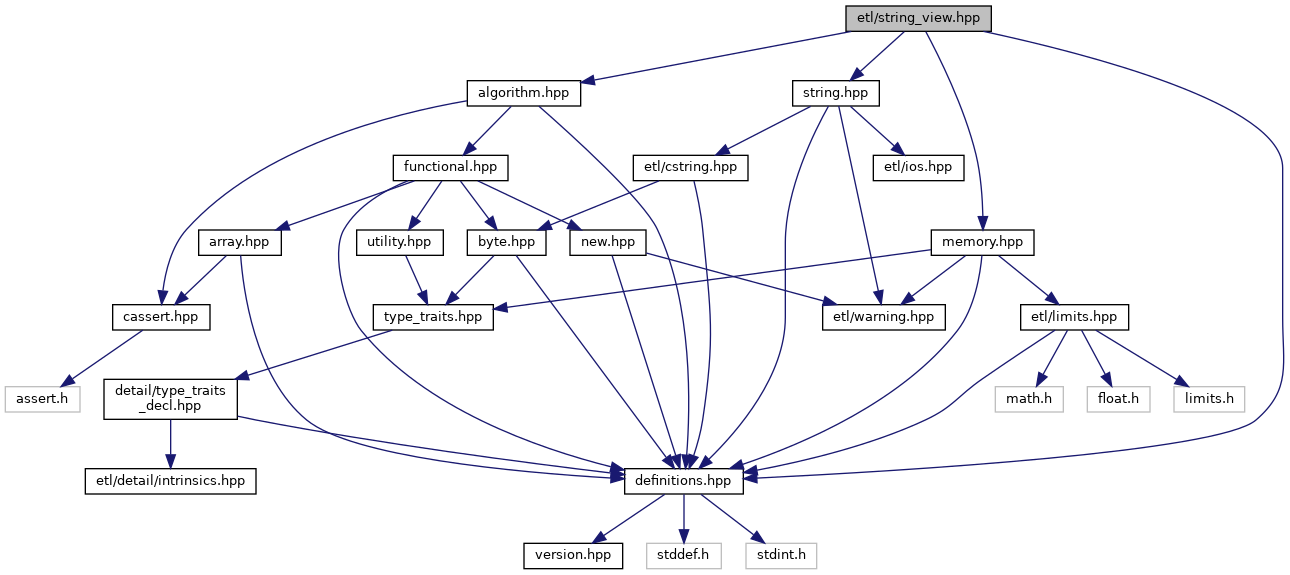 etl/string_view.hpp
algorithm.hpp
string.hpp
functional.hpp
etl/cstring.hpp
etl/ios.hpp
array.hpp
utility.hpp
byte.hpp
new.hpp
memory.hpp
cassert.hpp
type_traits.hpp
etl/warning.hpp
etl/limits.hpp
assert.h
detail/type_traits
_decl.hpp
math.h
float.h
limits.h
etl/detail/intrinsics.hpp
definitions.hpp
version.hpp
stddef.h
stdint.h